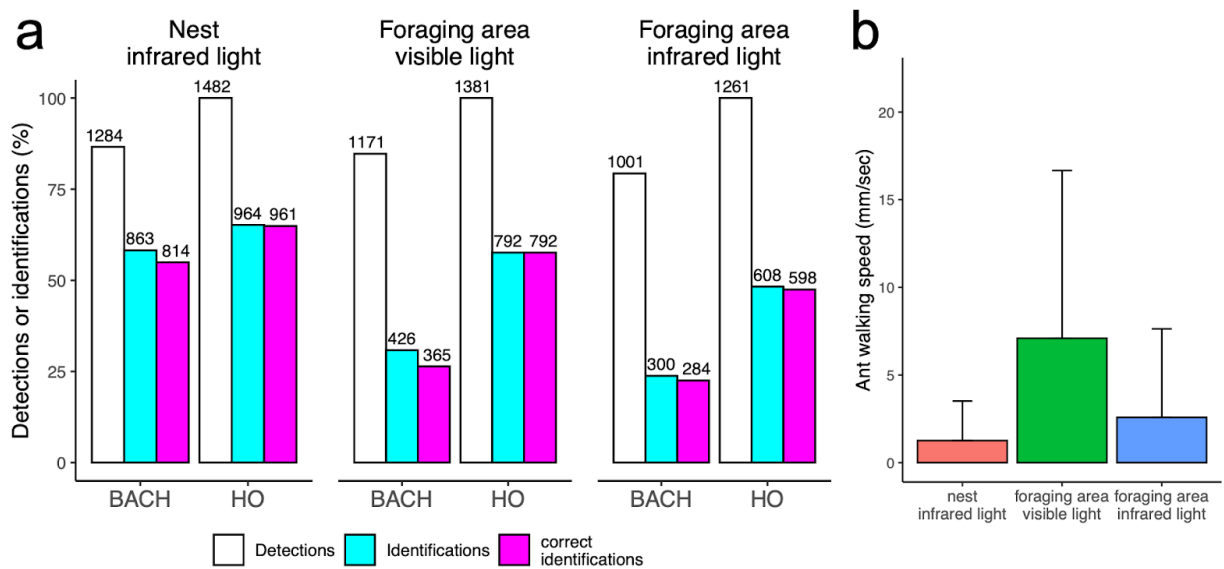 a
Nest
infrared light
Foraging area
visible light
Foraging area
infrared light
Detections or identifications (%)
100
75
50
25
0
1284
863
814
1482
964 961
1171
426
365
1381
792 792
1001
300 284
1261
608 598
BACH HO
BACH HO
BACH HO
Detections
Identifications
correct
identifications
b
Ant walking speed (mm/sec)
20
15
10
5
0
nest
infrared light
foraging area
visible light
foraging area
infrared light